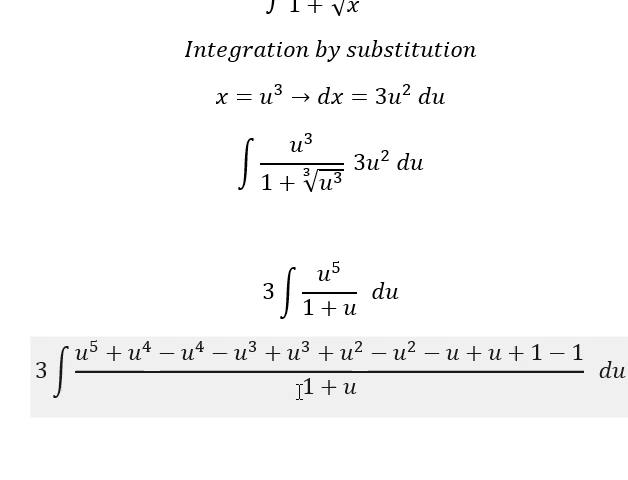 ∫ 1 + √x
Integration by substitution
x = u³ → dx = 3u² du
∫ u³ / (1 + ∛u³) 3u² du
3 ∫ u⁵ / (1 + u) du
3 ∫ (u⁵ + u⁴ − u⁴ − u³ + u³ + u² − u² − u + u + 1 − 1) / (1 + u) du